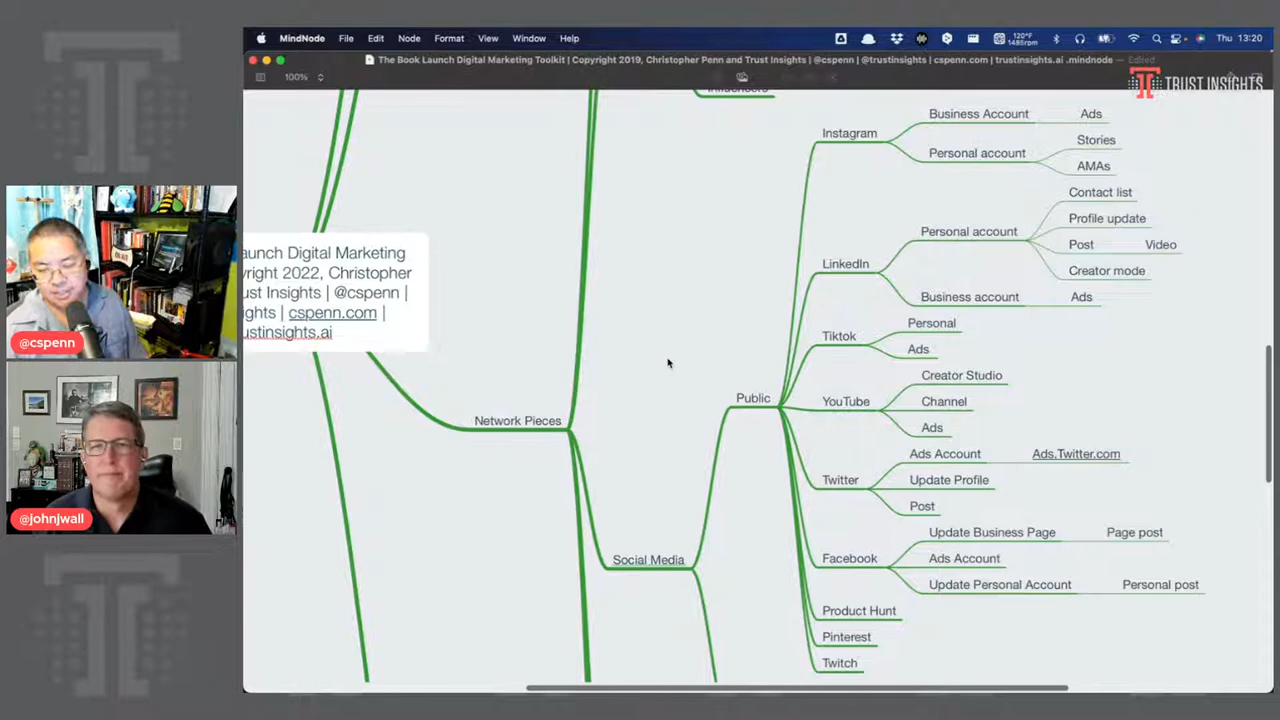 MindNode File Edit Node Format View Window Help
120°F
1485rpm
Thu 13:20
The Book Launch Digital Marketing Toolkit | Copyright 2019, Christopher Penn and Trust Insights | @cspenn | @trustinsights | cspenn.com | trustinsights.ai .mindnode — Edited
100%
TRUST INSIGHTS
Influencers
Instagram
Business Account
Ads
Personal account
Stories
AMAs
LinkedIn
Personal account
Contact list
Profile update
Post
Video
Creator mode
Business account
Ads
Tiktok
Personal
Ads
Public
YouTube
Creator Studio
Channel
Ads
Twitter
Ads Account
Ads.Twitter.com
Update Profile
Post
Facebook
Update Business Page
Page post
Ads Account
Update Personal Account
Personal post
Product Hunt
Pinterest
Twitch
aunch Digital Marketing
yright 2022, Christopher
ust Insights | @cspenn |
ights | cspenn.com |
ustinsights.ai
Network Pieces
Social Media
@cspenn
@johnjwall